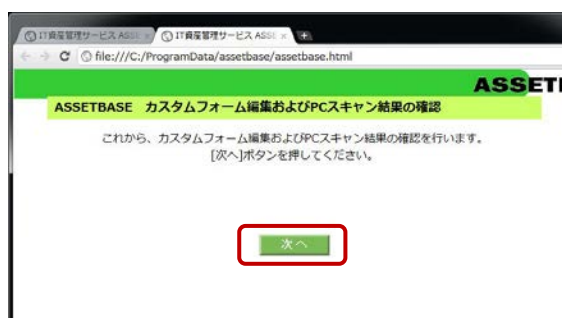 IT資産管理サービス ASSE
IT資産管理サービス ASSE
file:///C:/ProgramData/assetbase/assetbase.html
ASSETB
ASSETBASE カスタムフォーム編集およびPCスキャン結果の確認
これから、カスタムフォーム編集およびPCスキャン結果の確認を行います。
[次へ]ボタンを押してください。
次へ